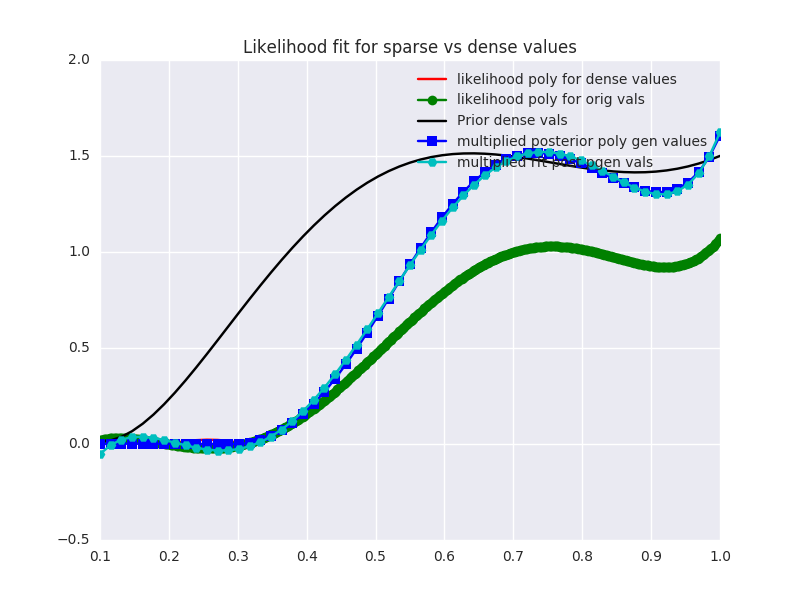 Likelihood fit for sparse vs dense values
2.0
1.5
1.0
0.5
0.0
−0.5
0.1
0.2
0.3
0.4
0.5
0.6
0.7
0.8
0.9
1.0
likelihood poly for dense values
likelihood poly for orig vals
Prior dense vals
multiplied posterior poly gen values
multiplied fit poly gen vals